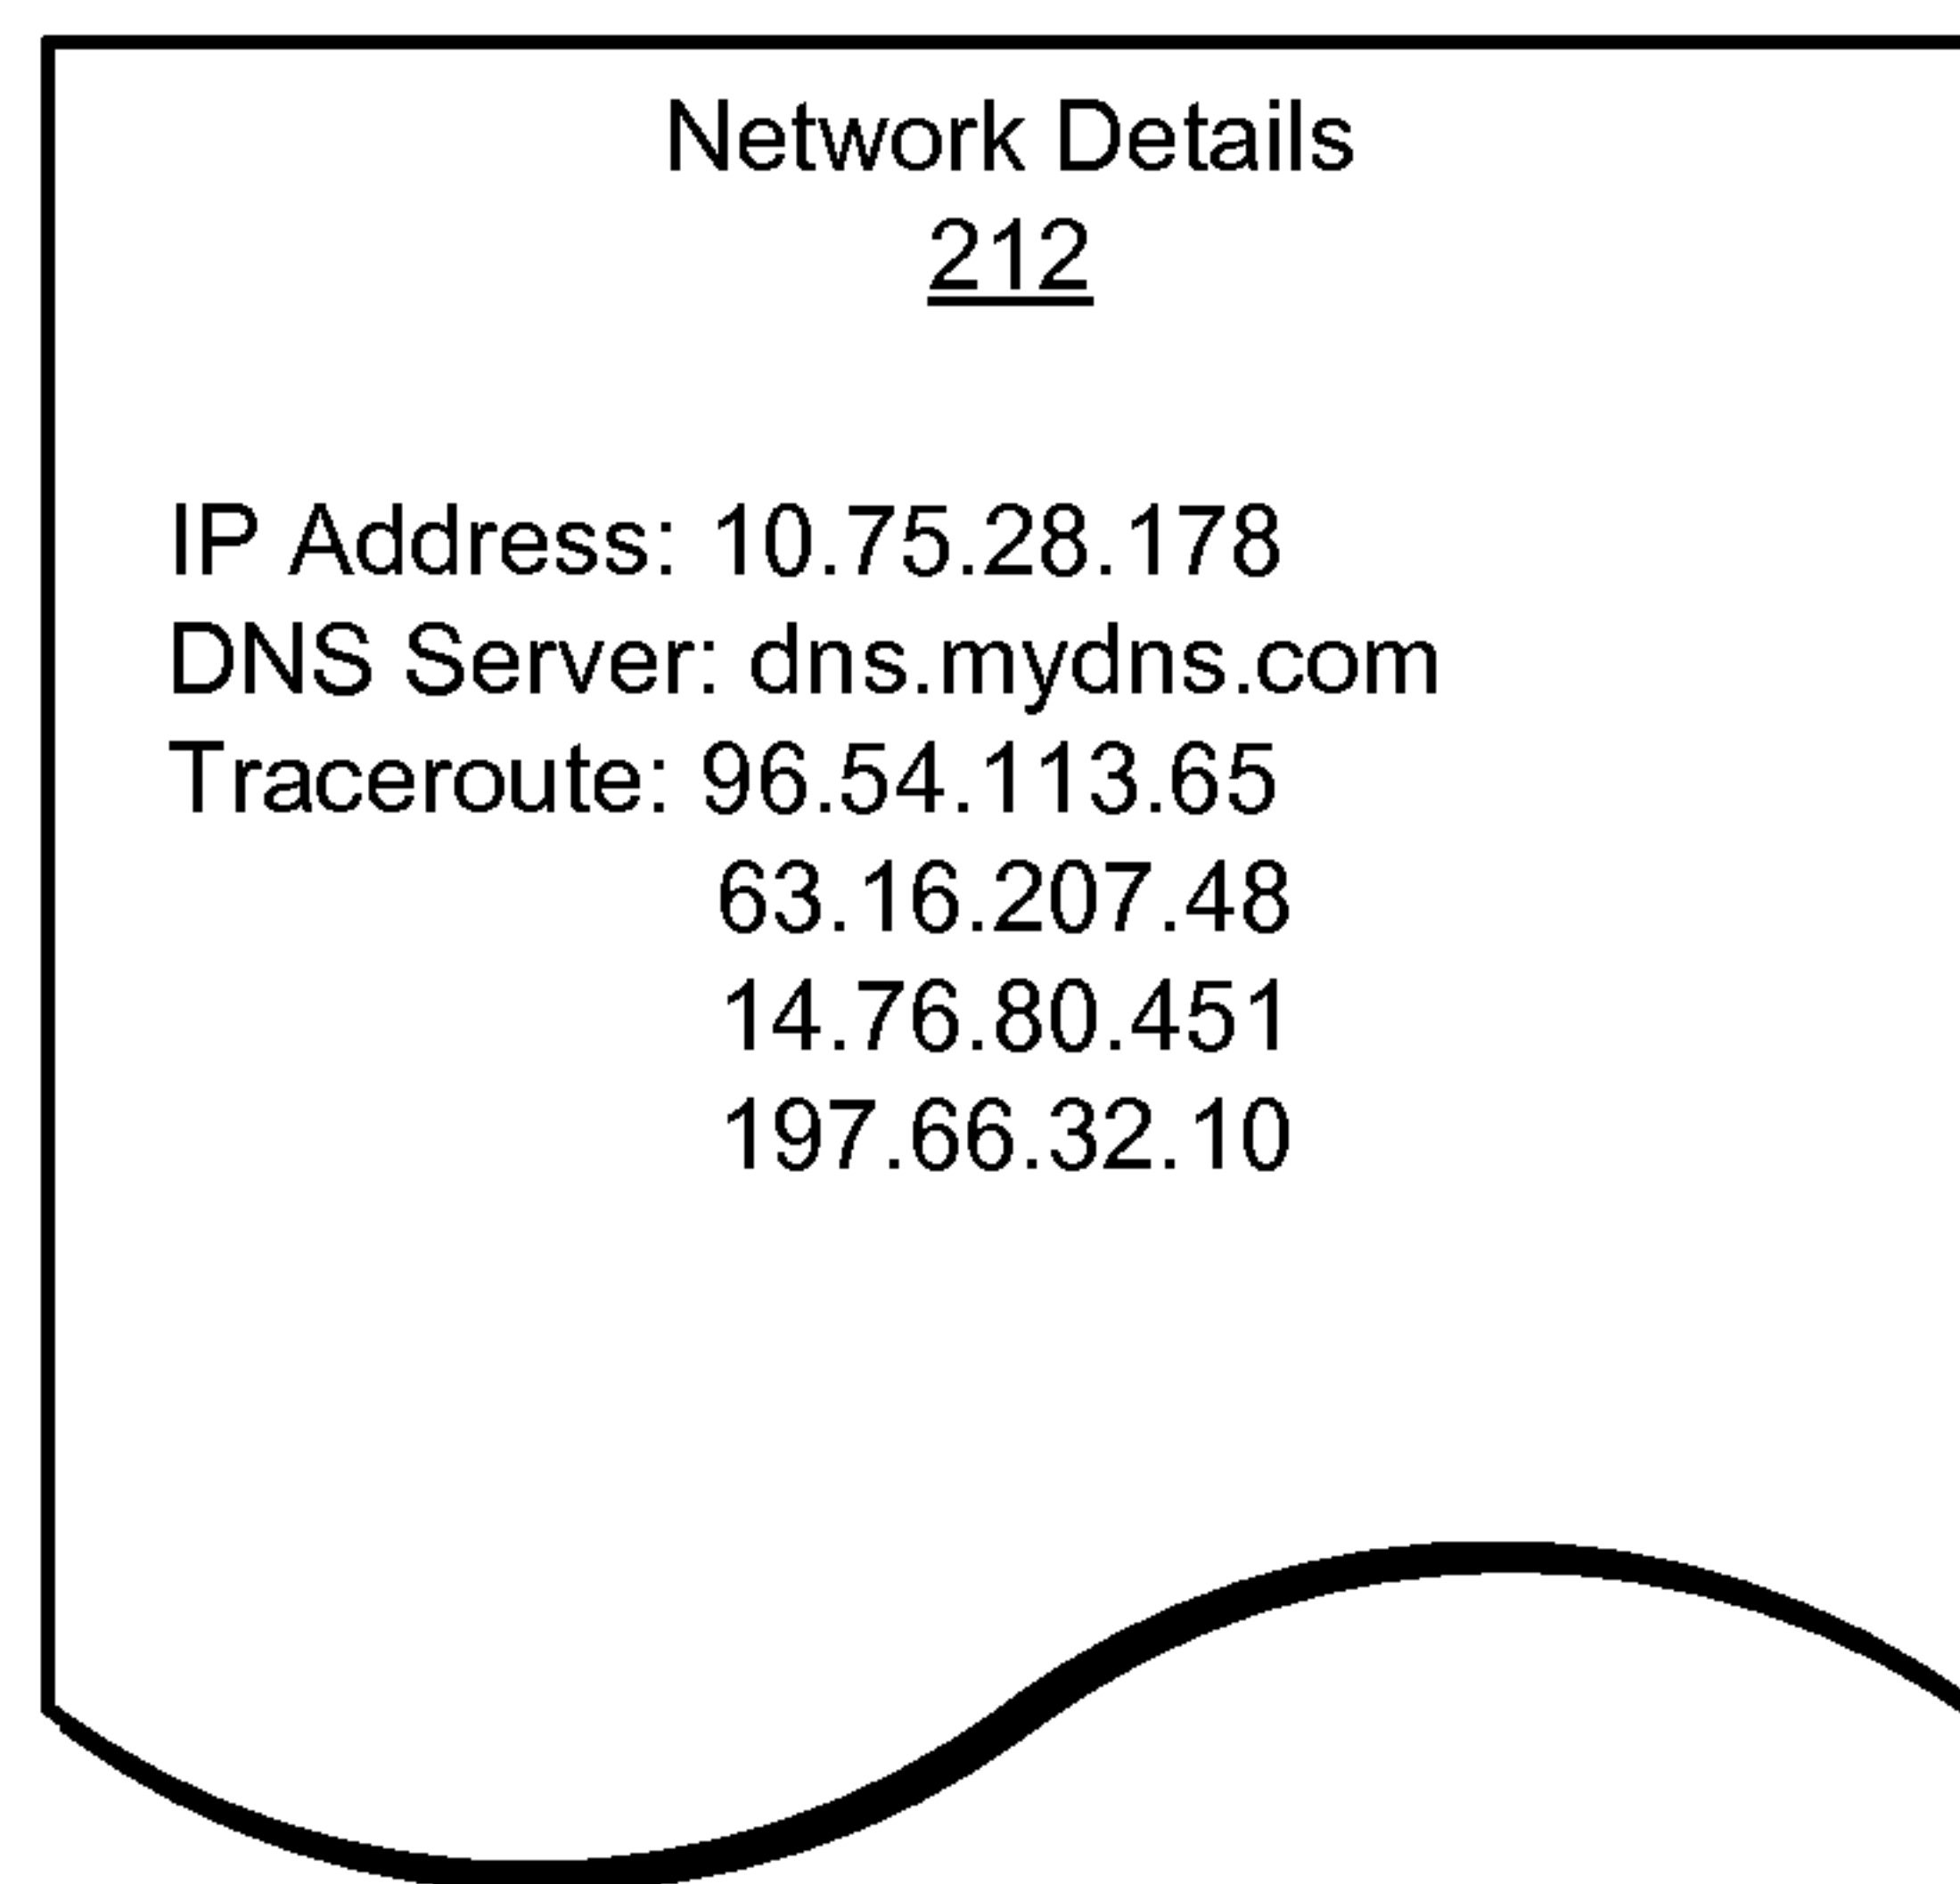 Network Details
212
IP Address: 10.75.28.178
DNS Server: dns.mydns.com
Traceroute: 96.54.113.65
63.16.207.48
14.76.80.451
197.66.32.10